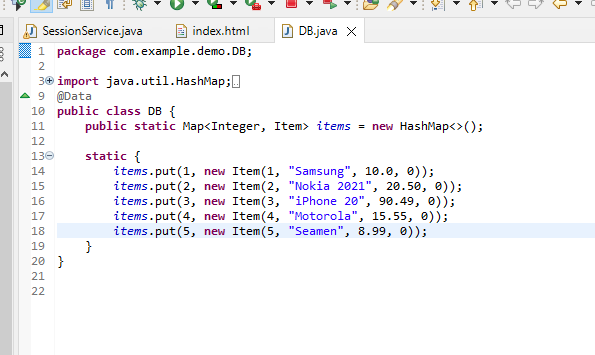 SessionService.java index.html DB.java
1 package com.example.demo.DB;
2
3 import java.util.HashMap;
9 @Data
10 public class DB {
11 public static Map<Integer, Item> items = new HashMap<>();
12
13 static {
14 items.put(1, new Item(1, "Samsung", 10.0, 0));
15 items.put(2, new Item(2, "Nokia 2021", 20.50, 0));
16 items.put(3, new Item(3, "iPhone 20", 90.49, 0));
17 items.put(4, new Item(4, "Motorola", 15.55, 0));
18 items.put(5, new Item(5, "Seamen", 8.99, 0));
19 }
20 }
21
22